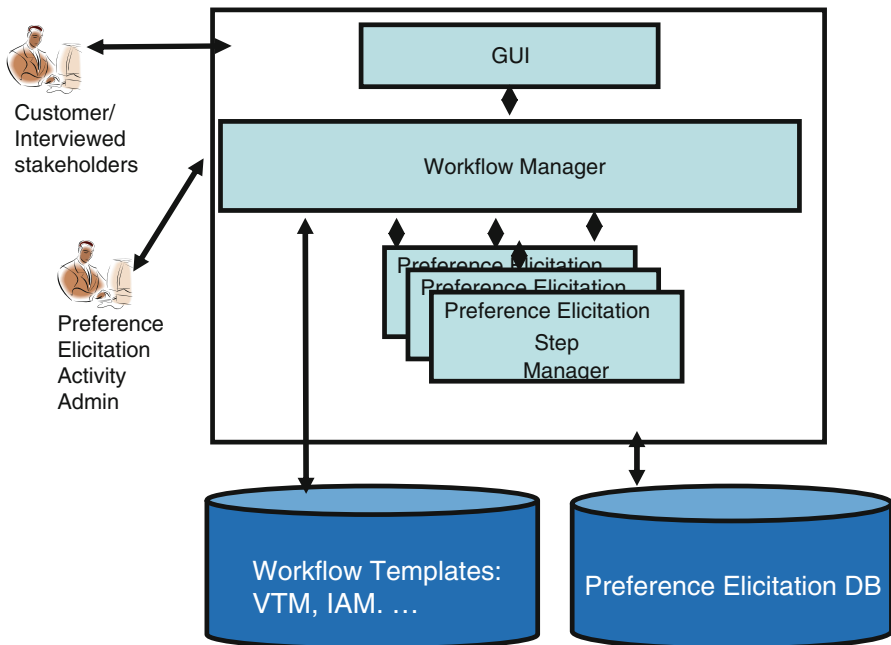 GUI
Customer/
Interviewed
stakeholders
Workflow Manager
Preference Elicitation
Preference Elicitation
Preference Elicitation
Step
Manager
Preference
Elicitation
Activity
Admin
Workflow Templates:
VTM, IAM. ...
Preference Elicitation DB